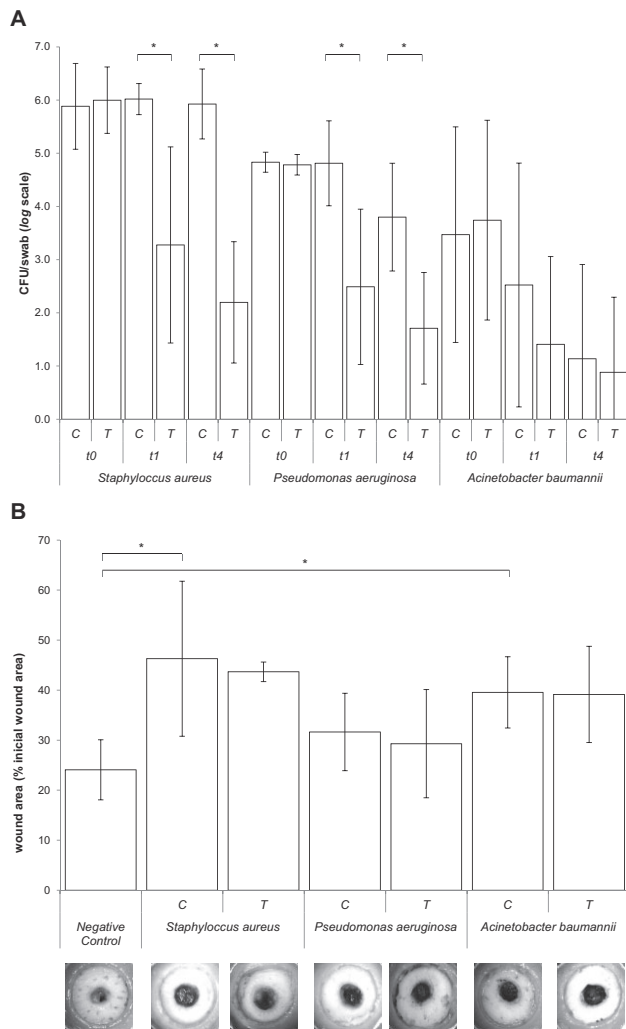 A
7.0
* * * *
6.0
5.0
4.0
3.0
2.0
1.0
0.0
CFU/swab (log scale)
C T C T C T C T C T C T C T C T C T
t0 t1 t4 t0 t1 t4 t0 t1 t4
Staphyloccus aureus Pseudomonas aeruginosa Acinetobacter baumannii
B
70
*
*
60
50
40
30
20
10
0
wound area (% inicial wound area)
C T C T C T
Negative Control
Staphyloccus aureus Pseudomonas aeruginosa Acinetobacter baumannii